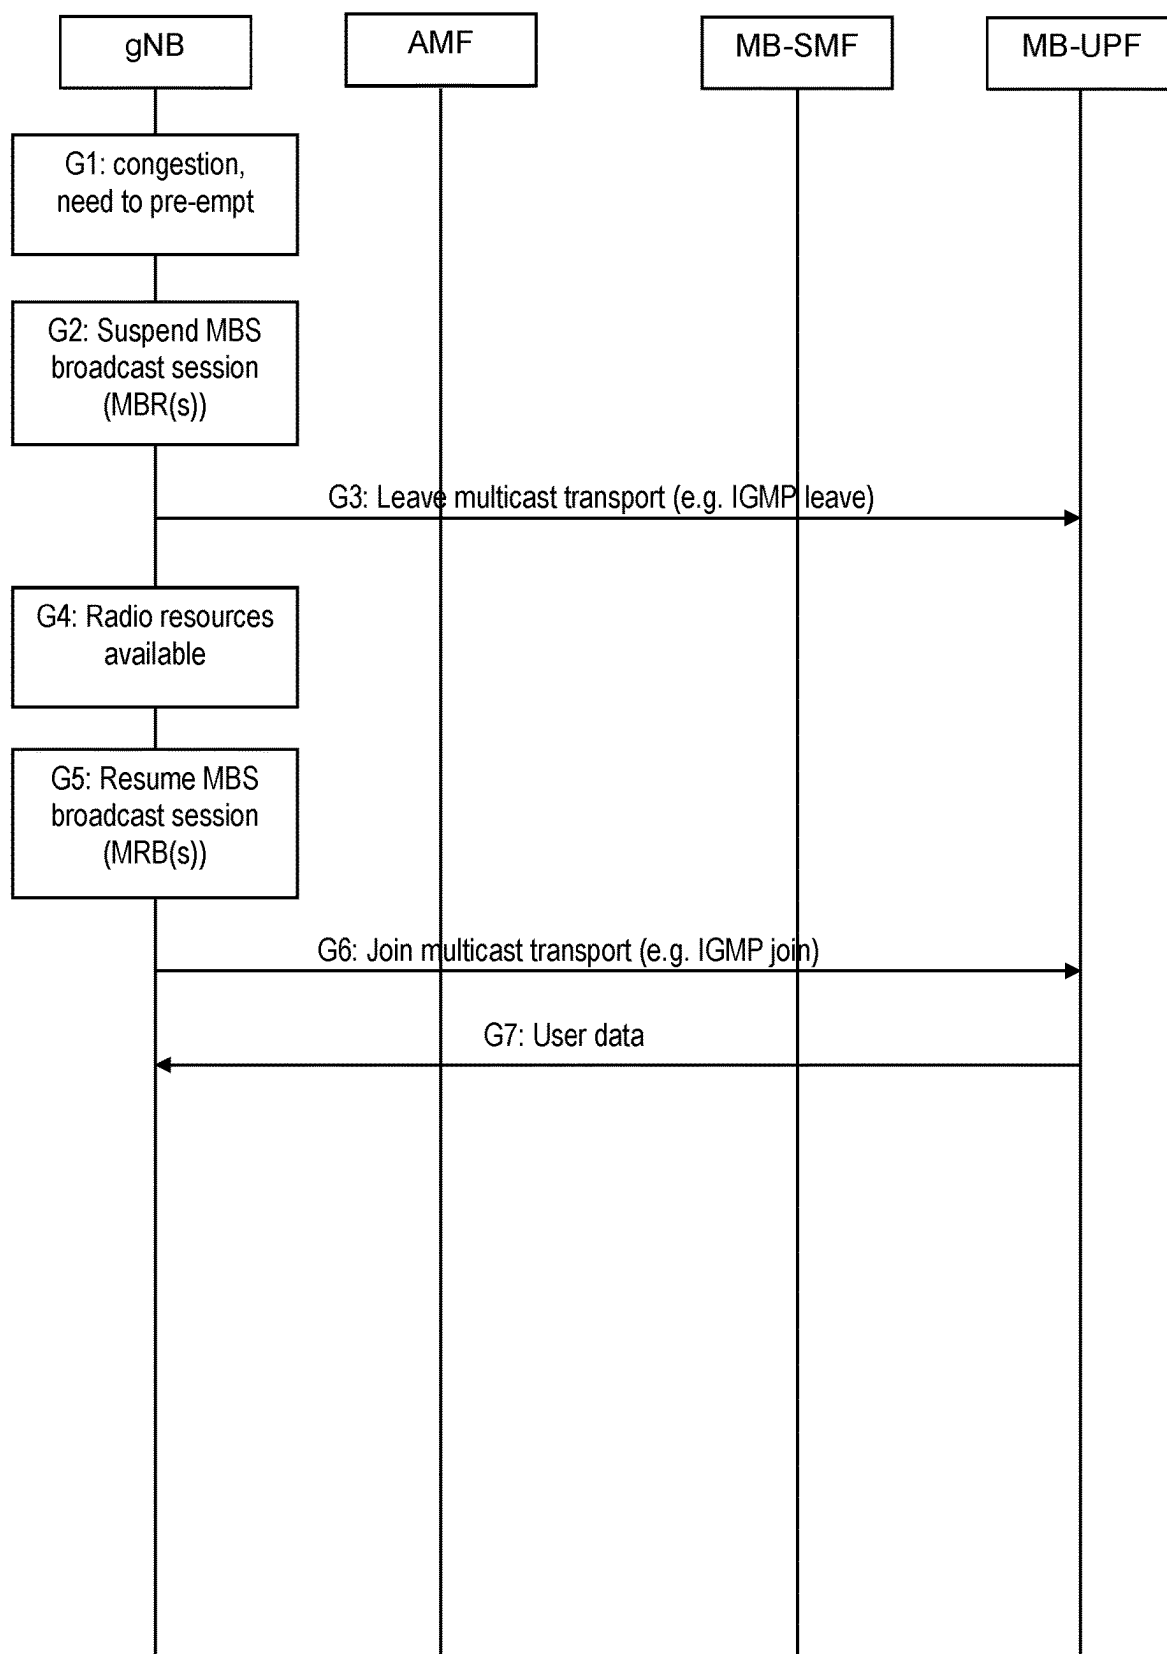 gNB
AMF
MB-SMF
MB-UPF
G1: congestion,
need to pre-empt
G2: Suspend MBS
broadcast session
(MBR(s))
G3: Leave multicast transport (e.g. IGMP leave)
G4: Radio resources
available
G5: Resume MBS
broadcast session
(MRB(s))
G6: Join multicast transport (e.g. IGMP join)
G7: User data